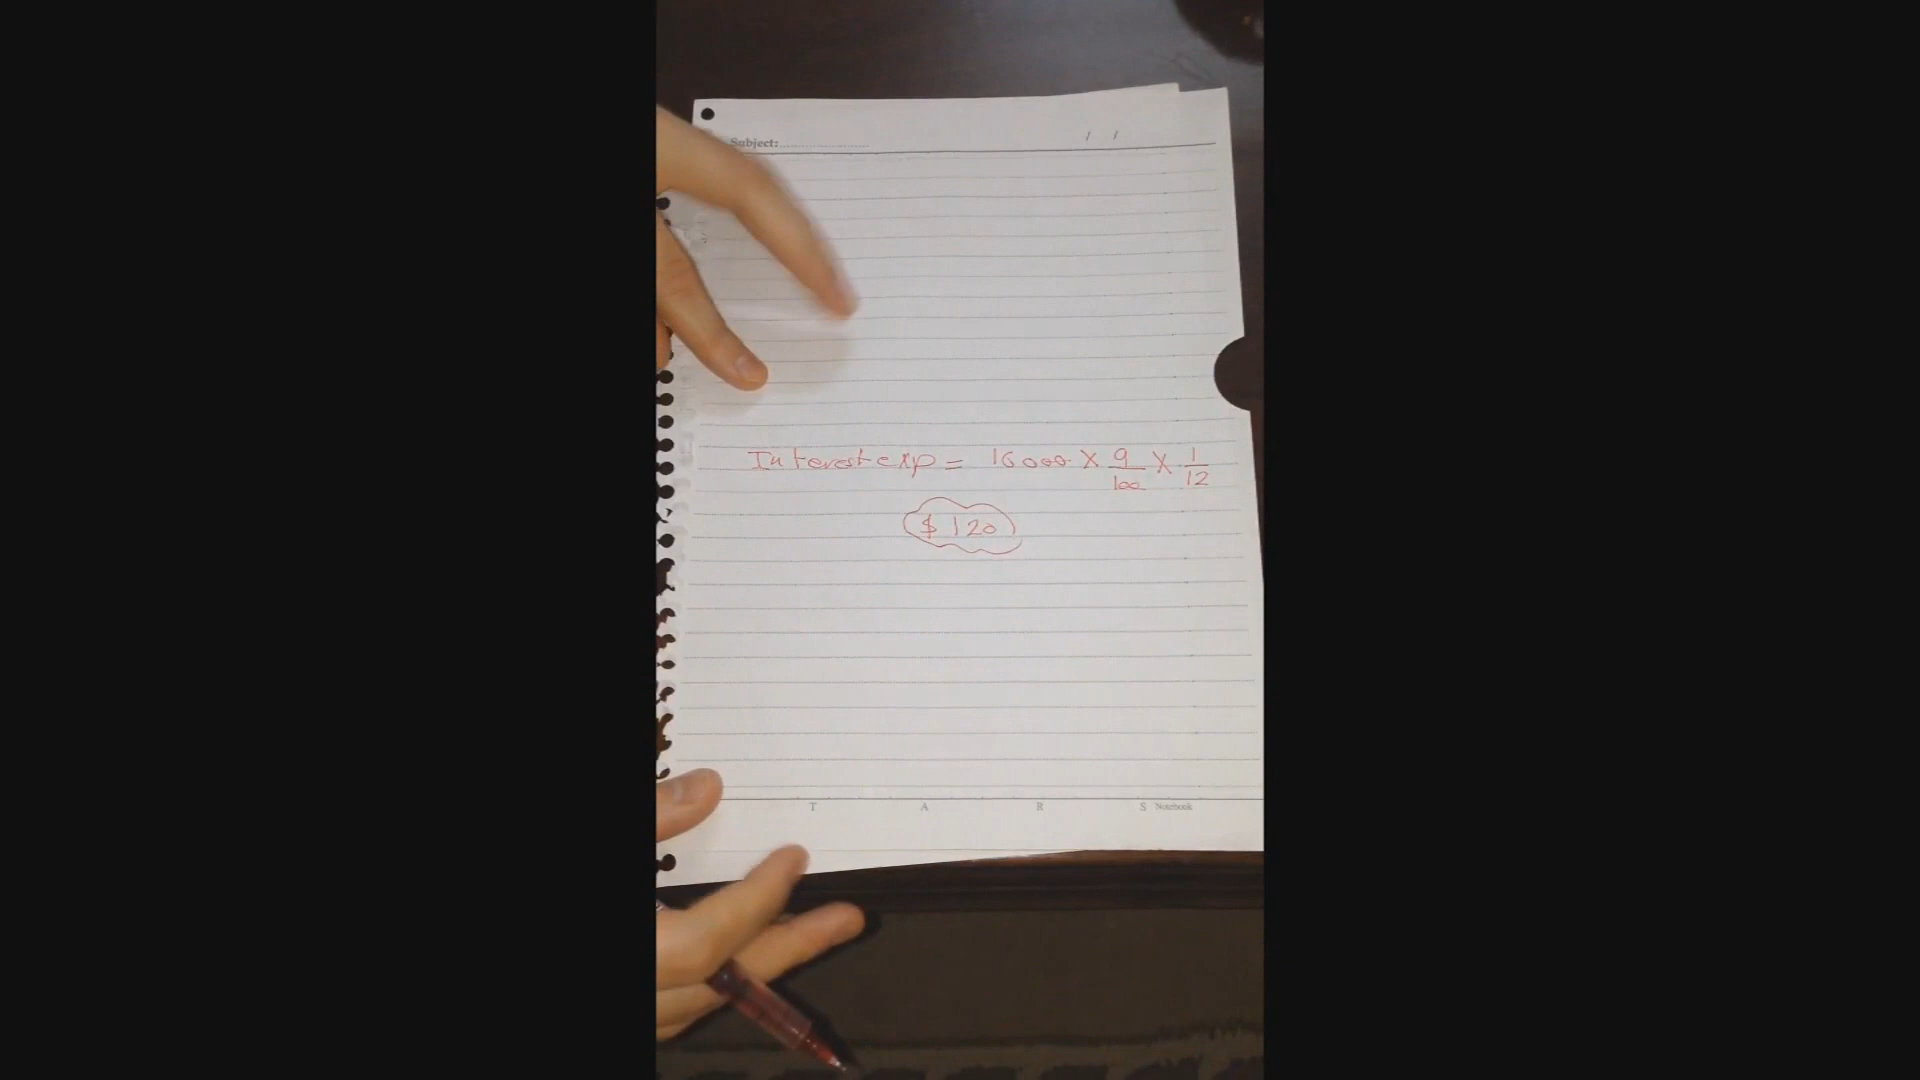 Subject:.....................
/ /
Interest exp = 16000 X 9/100 X 1/12
$ 120
T A R S Notebook